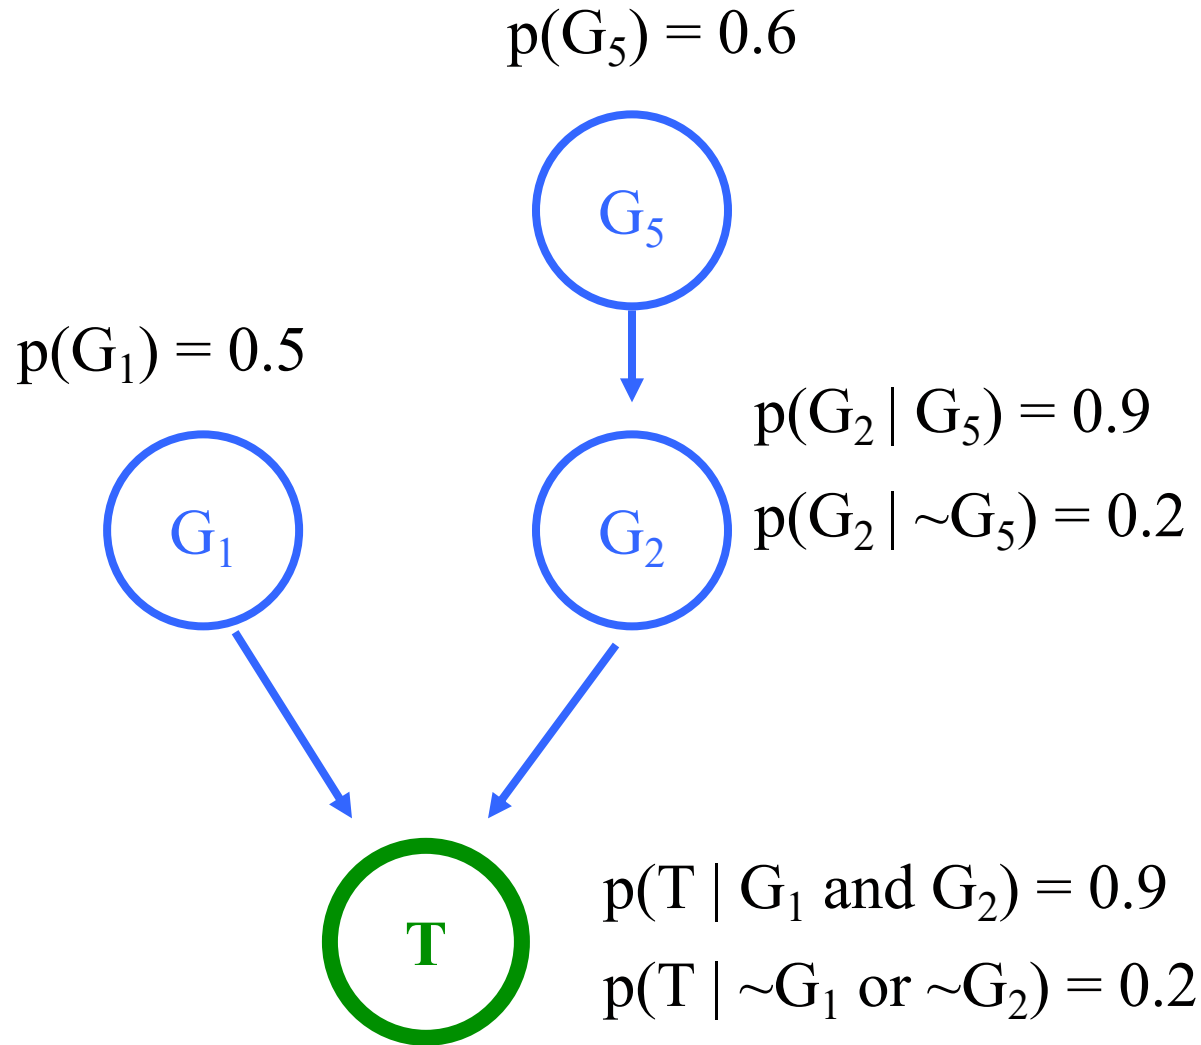 p(G₅) = 0.6
G₅
p(G₁) = 0.5
p(G₂ | G₅) = 0.9
G₁
G₂
p(G₂ | ~G₅) = 0.2
p(T | G₁ and G₂) = 0.9
T
p(T | ~G₁ or ~G₂) = 0.2